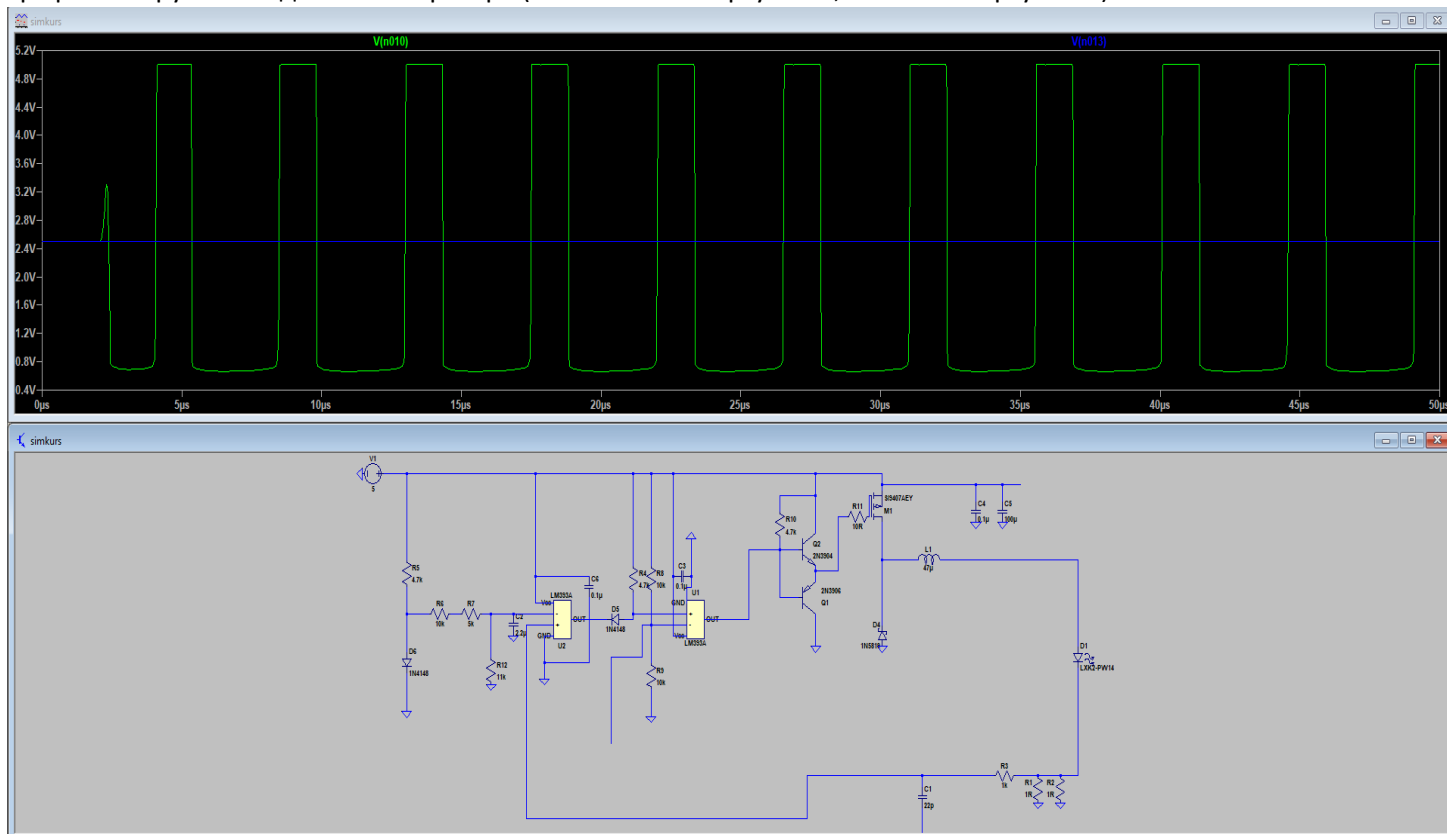 simkurs
V(n010)
V(n013)
5.2V
4.8V
4.4V
4.0V
3.6V
3.2V
2.8V
2.4V
2.0V
1.6V
1.2V
0.8V
0.4V
0µs
5µs
10µs
15µs
20µs
25µs
30µs
35µs
40µs
45µs
50µs
simkurs
V1
5
R5
4.7k
R6
10k
R7
5k
D6
1N4148
R12
11k
C2
2.2µ
LM393A
Vcc
-
+
OUT
GND
U2
C6
0.1µ
D5
1N4148
R4
4.7k
R8
10k
C3
0.1µ
U1
GND
+
OUT
-
Vcc
LM393A
R9
10k
R10
4.7k
Q2
2N3904
2N3906
Q1
R11
10R
Si9407AEY
M1
C4
0.1µ
C5
100µ
L1
47µ
D4
1N5818
D1
LXK2-PW14
R3
1k
R1
1R
R2
1R
C1
22p